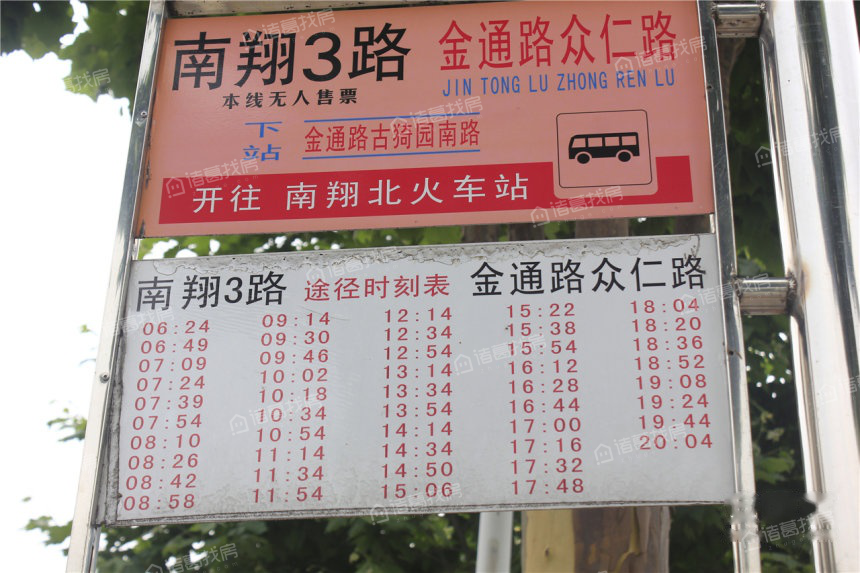 南翔3路
金通路众仁路
JIN TONG LU ZHONG REN LU
本线无人售票
下站
金通路古猗园南路
开往 南翔北火车站
南翔3路 途径时刻表 金通路众仁路
06:24 09:14 12:14 15:22 18:04
06:49 09:30 12:34 15:38 18:20
07:09 09:46 12:54 15:54 18:36
07:24 10:02 13:14 16:12 18:52
07:39 10:18 13:34 16:28 19:08
07:54 10:34 13:54 16:44 19:24
08:10 10:54 14:14 17:00 19:44
08:26 11:14 14:34 17:16 20:04
08:42 11:34 14:50 17:32
08:58 11:54 15:06 17:48
诸葛找房